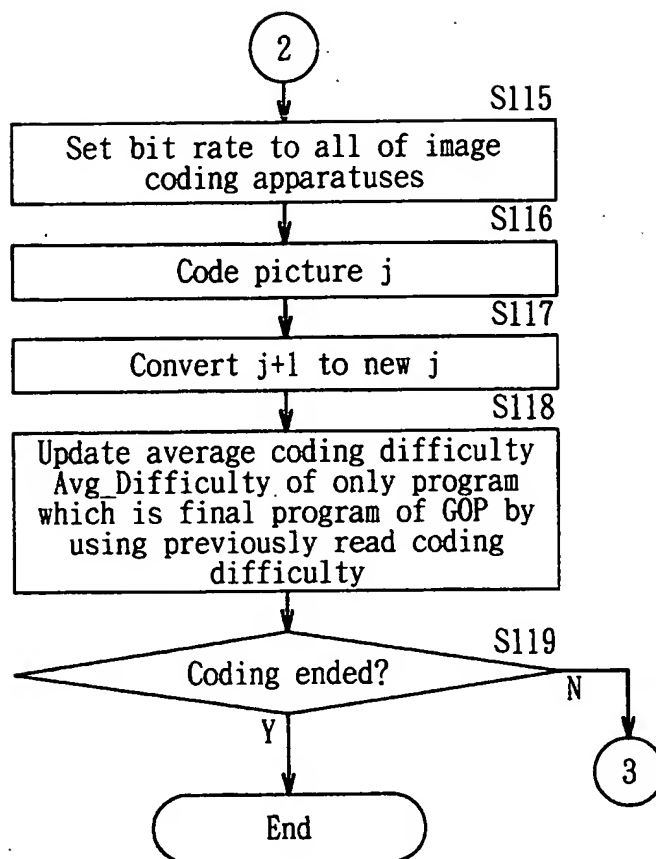 2
S115
Set bit rate to all of image
coding apparatuses
S116
Code picture j
S117
Convert j+1 to new j
S118
Update average coding difficulty
Avg_Difficulty of only program
which is final program of GOP by
using previously read coding
difficulty
S119
Coding ended?
N
Y
3
End